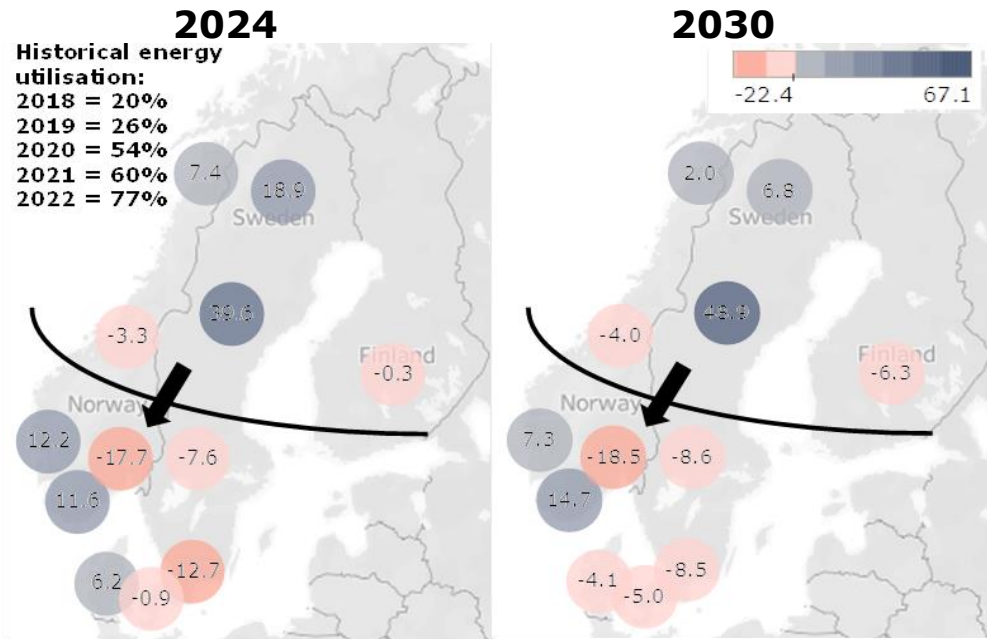 2024
2030
Historical energy
utilisation:
2018 = 20%
2019 = 26%
2020 = 54%
2021 = 60%
2022 = 77%
-22.4
67.1
7.4
18.9
Sweden
39.6
-3.3
Finland
-0.3
Norway
12.2
-17.7
-7.6
11.6
6.2
-12.7
-0.9
2.0
6.8
Sweden
48.9
-4.0
Finland
-6.3
Norway
7.3
-18.5
-8.6
14.7
-4.1
-8.5
-5.0